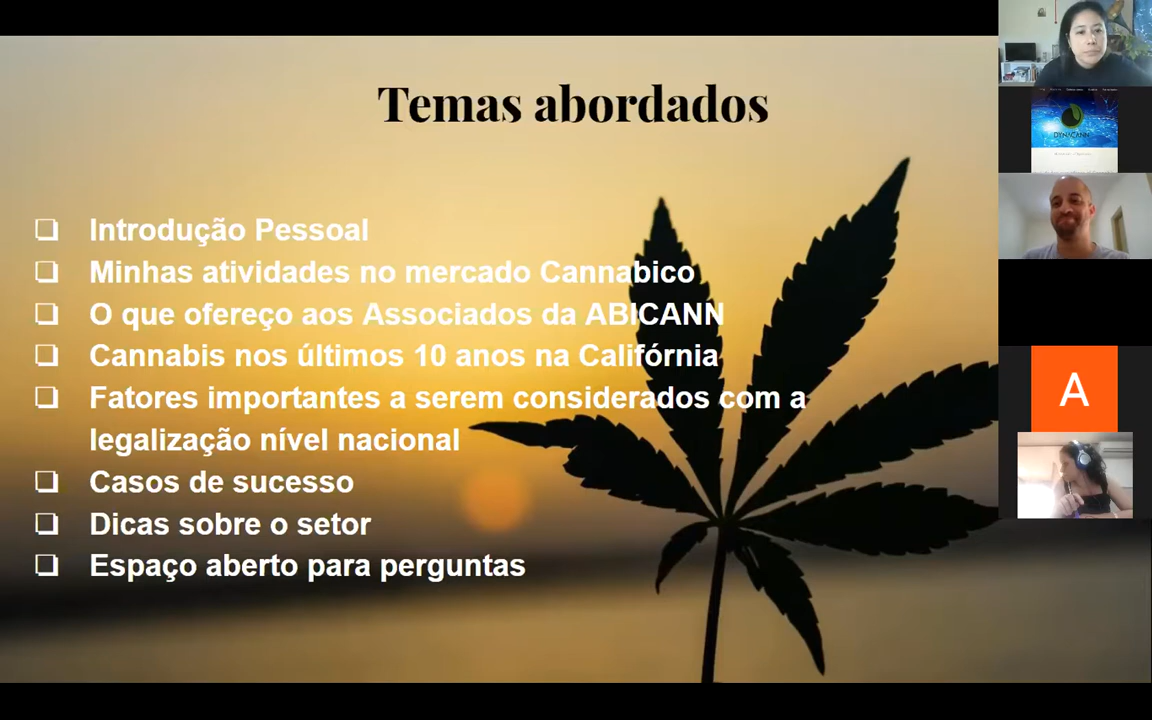 Temas abordados
❏ Introdução Pessoal
❏ Minhas atividades no mercado Cannabico
❏ O que ofereço aos Associados da ABICANN
❏ Cannabis nos últimos 10 anos na Califórnia
❏ Fatores importantes a serem considerados com a
legalização nível nacional
❏ Casos de sucesso
❏ Dicas sobre o setor
❏ Espaço aberto para perguntas
DYNACANN
A